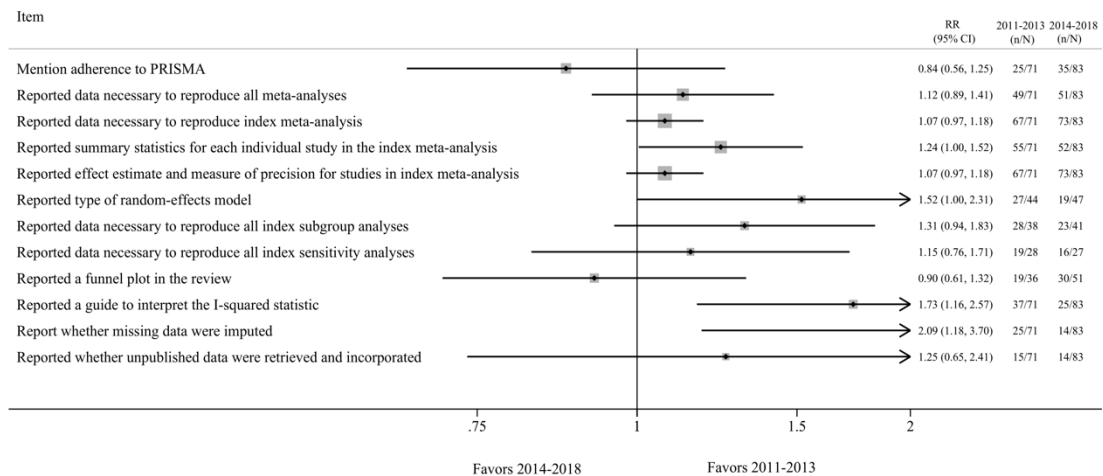 Item
RR 2011-2013 2014-2018
(95% CI) (n/N) (n/N)
Mention adherence to PRISMA 0.84 (0.56, 1.25) 25/71 35/83
Reported data necessary to reproduce all meta-analyses 1.12 (0.89, 1.41) 49/71 51/83
Reported data necessary to reproduce index meta-analysis 1.07 (0.97, 1.18) 67/71 73/83
Reported summary statistics for each individual study in the index meta-analysis 1.24 (1.00, 1.52) 55/71 52/83
Reported effect estimate and measure of precision for studies in index meta-analysis 1.07 (0.97, 1.18) 67/71 73/83
Reported type of random-effects model 1.52 (1.00, 2.31) 27/44 19/47
Reported data necessary to reproduce all index subgroup analyses 1.31 (0.94, 1.83) 28/38 23/41
Reported data necessary to reproduce all index sensitivity analyses 1.15 (0.76, 1.71) 19/28 16/27
Reported a funnel plot in the review 0.90 (0.61, 1.32) 19/36 30/51
Reported a guide to interpret the I-squared statistic 1.73 (1.16, 2.57) 37/71 25/83
Report whether missing data were imputed 2.09 (1.18, 3.70) 25/71 14/83
Reported whether unpublished data were retrieved and incorporated 1.25 (0.65, 2.41) 15/71 14/83
.75 1 1.5 2
Favors 2014-2018 Favors 2011-2013